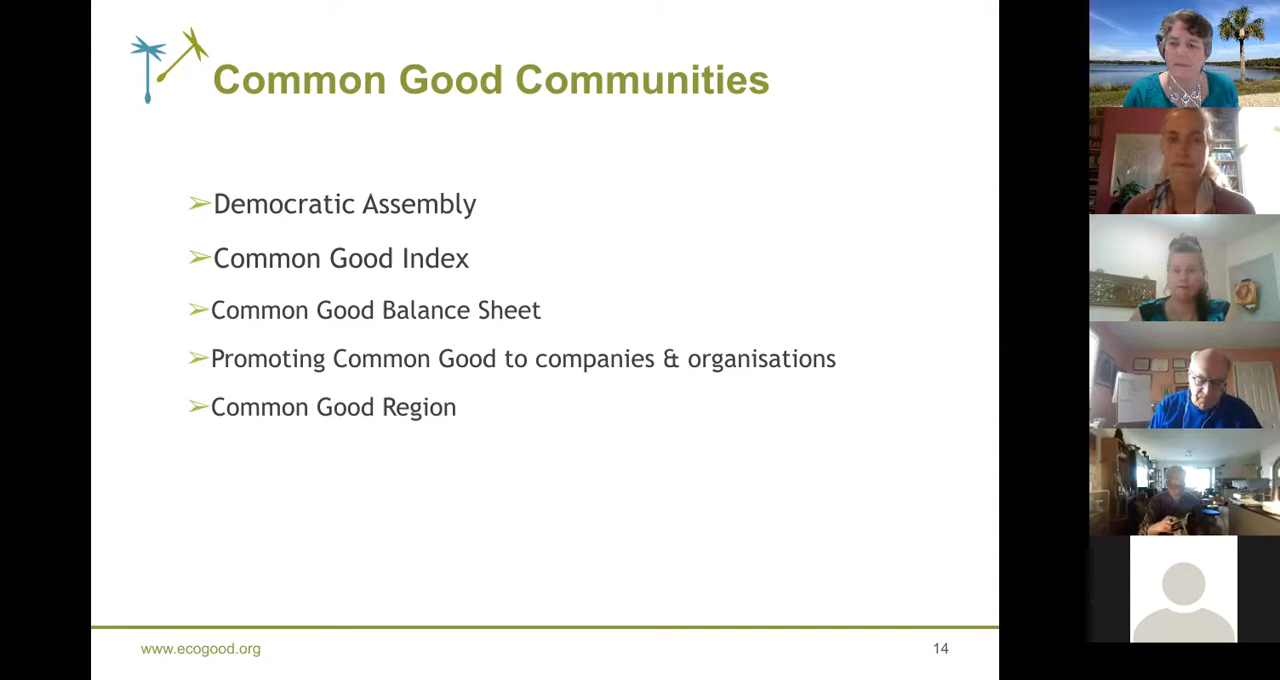 Common Good Communities
➢Democratic Assembly
➢Common Good Index
➢Common Good Balance Sheet
➢Promoting Common Good to companies & organisations
➢Common Good Region
www.ecogood.org
14